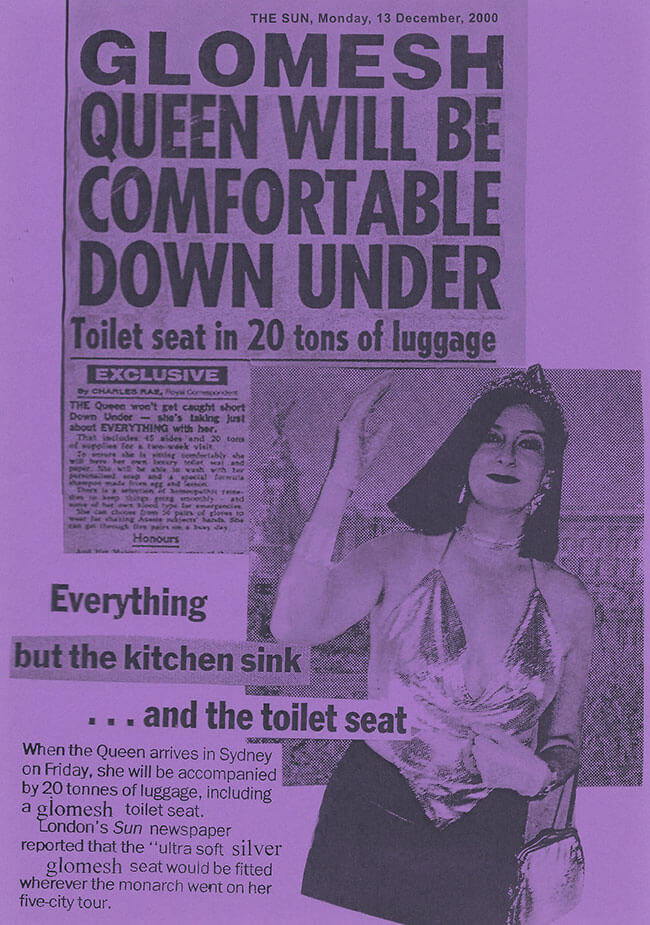 THE SUN, Monday, 13 December, 2000
GLOMESH
QUEEN WILL BE
COMFORTABLE
DOWN UNDER
Toilet seat in 20 tons of luggage
EXCLUSIVE
By CHARLES RAE, Royal Correspondent
THE Queen won't get caught short
Down Under — she's taking just
about EVERYTHING with her.
That includes 45 aides and 20 tons
of supplies for a two-week visit.
To ensure she is sitting comfortably she
will have her own luxury toilet seat and
paper. She will be able to wash with her
personalised soap and a special formula
shampoo made from egg and lemon.
There is a selection of homoeopathic reme-
dies to keep things going smoothly - and
some of her own blood type for emergencies.
She can choose from 50 pairs of gloves to
wear for shaking Aussie subjects' hands. She
can get through five pairs on a busy day.
Honours
Everything
but the kitchen sink
. . . and the toilet seat
When the Queen arrives in Sydney
on Friday, she will be accompanied
by 20 tonnes of luggage, including
a glomesh toilet seat.
London's Sun newspaper
reported that the "ultra soft silver
glomesh seat would be fitted
wherever the monarch went on her
five-city tour.